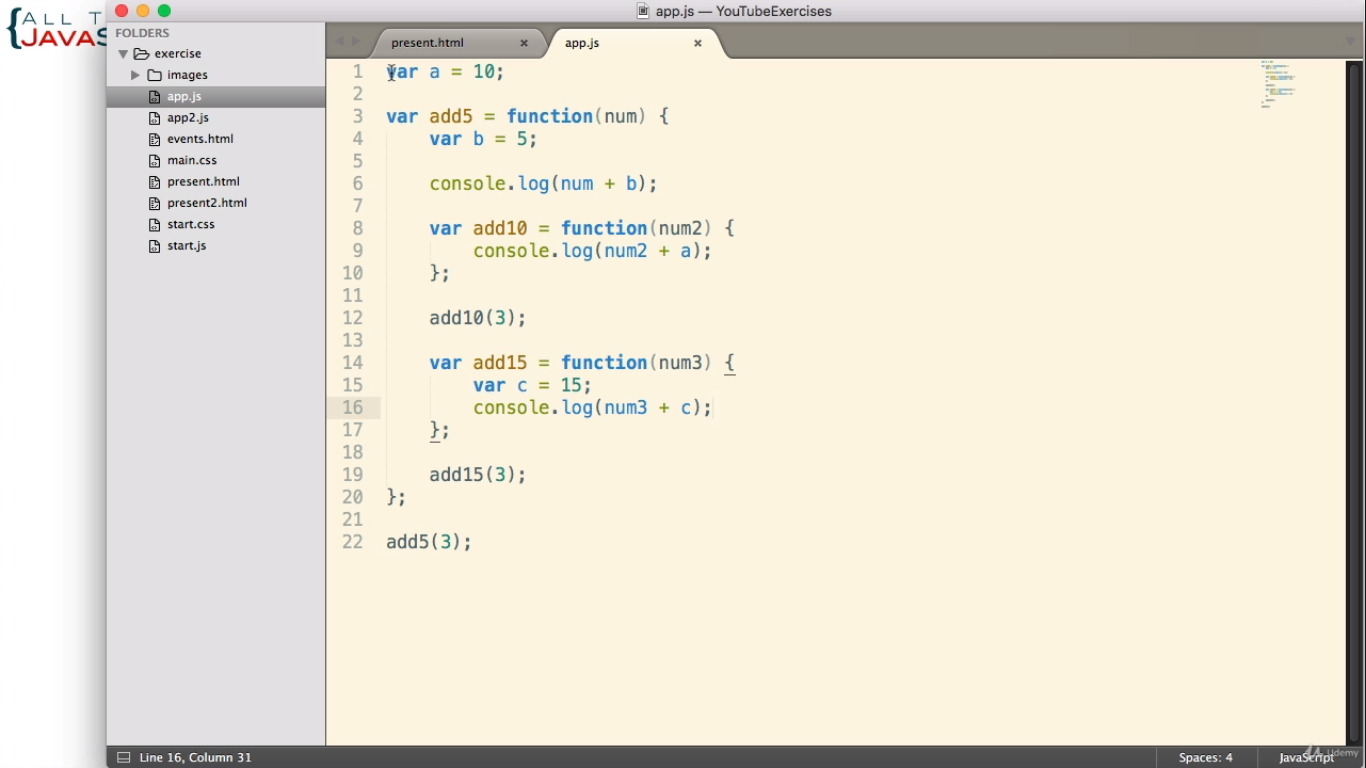 {ALL T
JAVAS
app.js — YouTubeExercises
FOLDERS
exercise
images
app.js
app2.js
events.html
main.css
present.html
present2.html
start.css
start.js
present.html × app.js ×
1 var a = 10;
2
3 var add5 = function(num) {
4     var b = 5;
5
6     console.log(num + b);
7
8     var add10 = function(num2) {
9         console.log(num2 + a);
10     };
11
12     add10(3);
13
14     var add15 = function(num3) {
15         var c = 15;
16         console.log(num3 + c);
17     };
18
19     add15(3);
20 };
21
22 add5(3);
Line 16, Column 31
Spaces: 4
JavaScript
Udemy